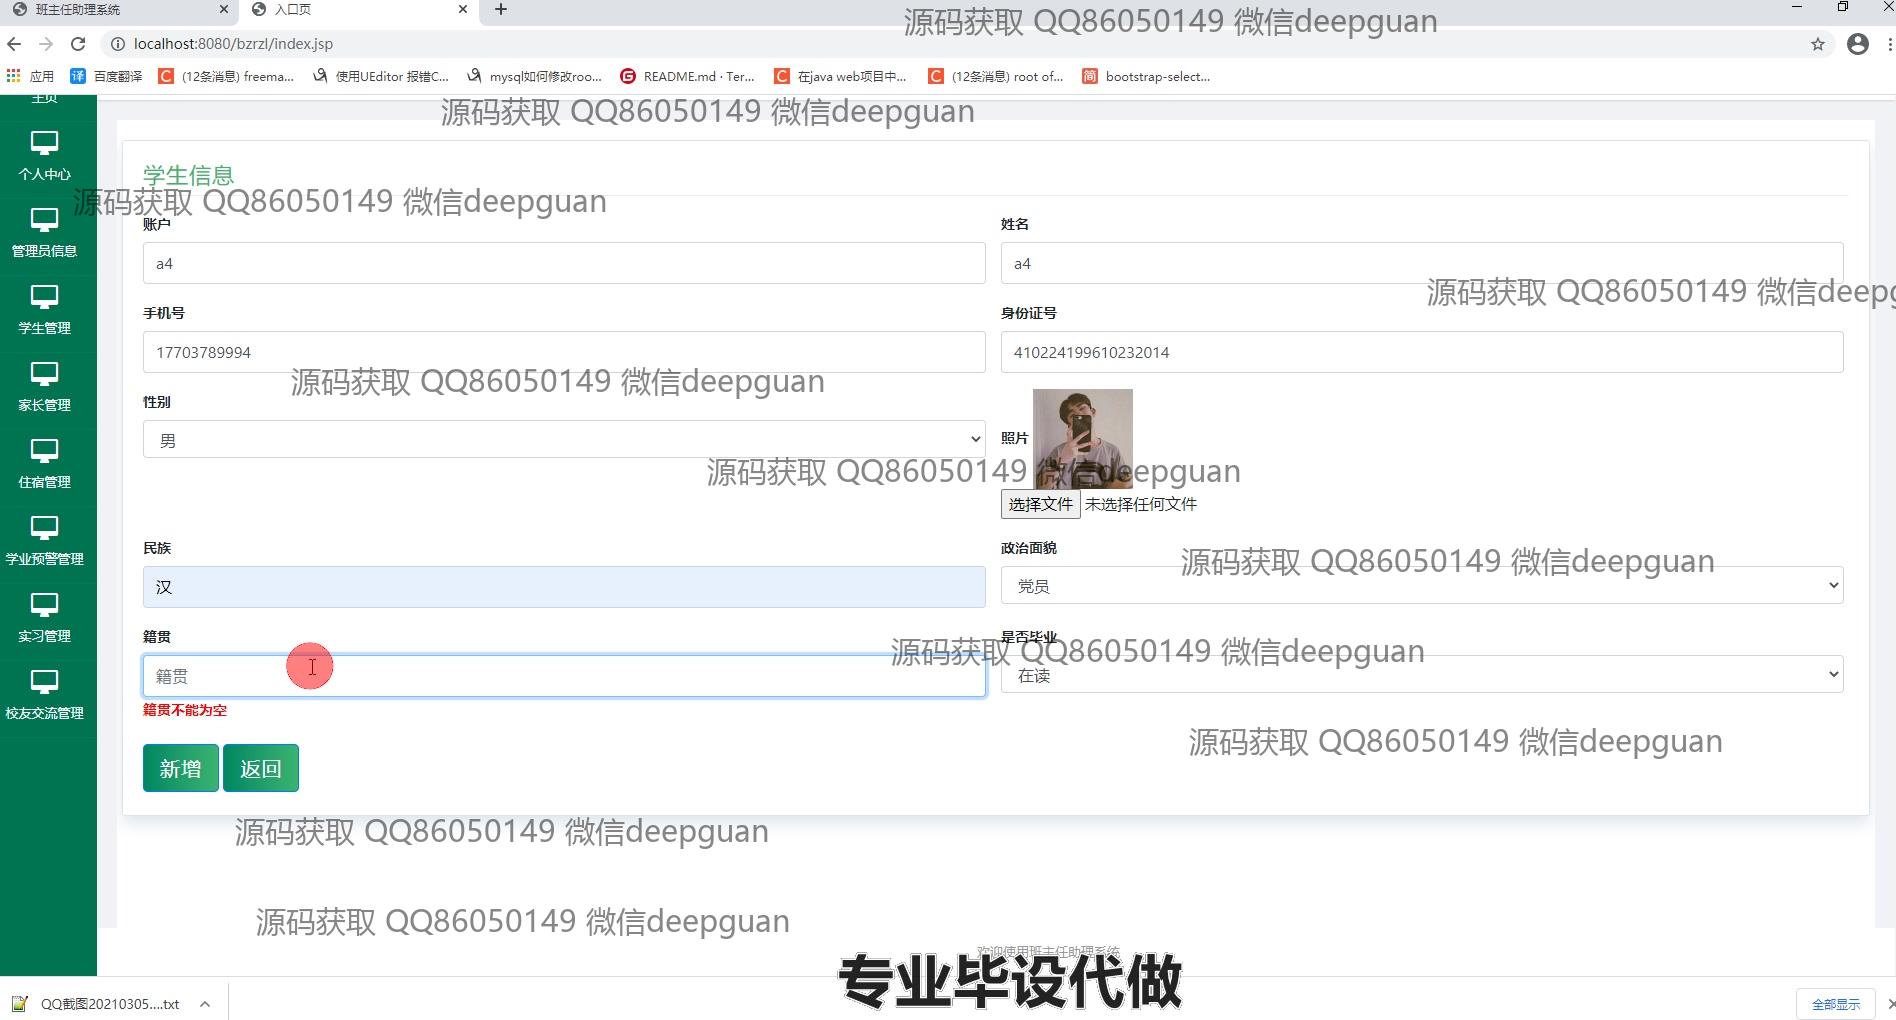 班主任助理系统
入口页
localhost:8080/bzrzl/index.jsp
源码获取 QQ86050149 微信deepguan
应用
百度翻译
(12条消息) freema...
使用UEditor 报错C...
mysql如何修改roo...
README.md · Ter...
在java web项目中...
(12条消息) root of...
bootstrap-select...
主页
源码获取 QQ86050149 微信deepguan
个人中心
学生信息
源码获取 QQ86050149 微信deepguan
账户
姓名
管理员信息
a4
a4
源码获取 QQ86050149 微信deepg
手机号
身份证号
学生管理
17703789994
410224199610232014
源码获取 QQ86050149 微信deepguan
家长管理
性别
男
照片
源码获取 QQ86050149 微信deepguan
住宿管理
选择文件 未选择任何文件
民族
政治面貌
学业预警管理
源码获取 QQ86050149 微信deepguan
汉
党员
实习管理
籍贯
是否毕业
源码获取 QQ86050149 微信deepguan
籍贯
在读
籍贯不能为空
校友交流管理
源码获取 QQ86050149 微信deepguan
新增
返回
源码获取 QQ86050149 微信deepguan
源码获取 QQ86050149 微信deepguan
欢迎使用班主任助理系统
专业毕设代做
QQ截图20210305....txt
全部显示